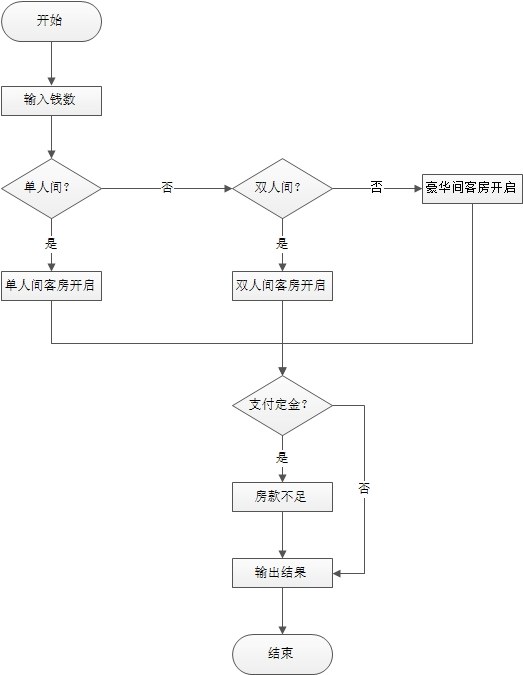 开始
输入钱数
单人间?
否
双人间?
否
豪华间客房开启
是
是
单人间客房开启
双人间客房开启
支付定金?
是
否
房款不足
输出结果
结束